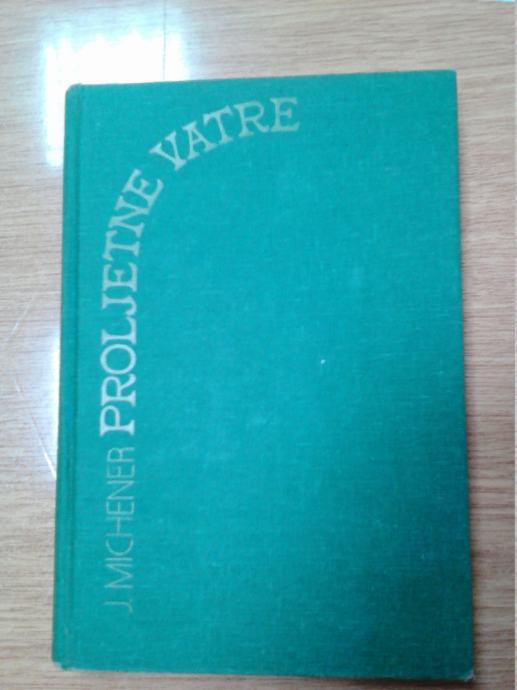 J. MICHENER PROLJETNE VATRE